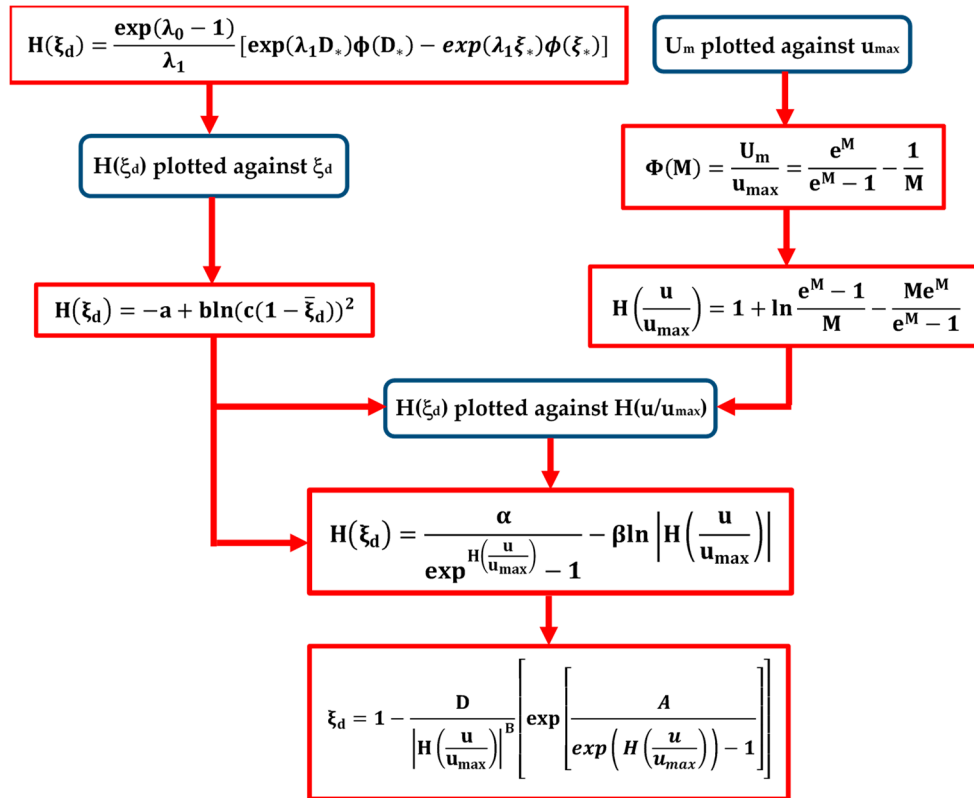 H(ξd) = exp(λ0 − 1)/λ1 [exp(λ1D*)ϕ(D*) − exp(λ1ξ*)ϕ(ξ*)]
Um plotted against umax
H(ξd) plotted against ξd
Φ(M) = Um/umax = e^M/(e^M − 1) − 1/M
H(ξd) = −a + bln(c(1 − ξ̄d))²
H(u/umax) = 1 + ln (e^M − 1)/M − Me^M/(e^M − 1)
H(ξd) plotted against H(u/umax)
H(ξd) = α/(exp^H(u/umax) − 1) − βln |H(u/umax)|
ξd = 1 − D/|H(u/umax)|^B [exp[A/(exp(H(u/umax)) − 1)]]